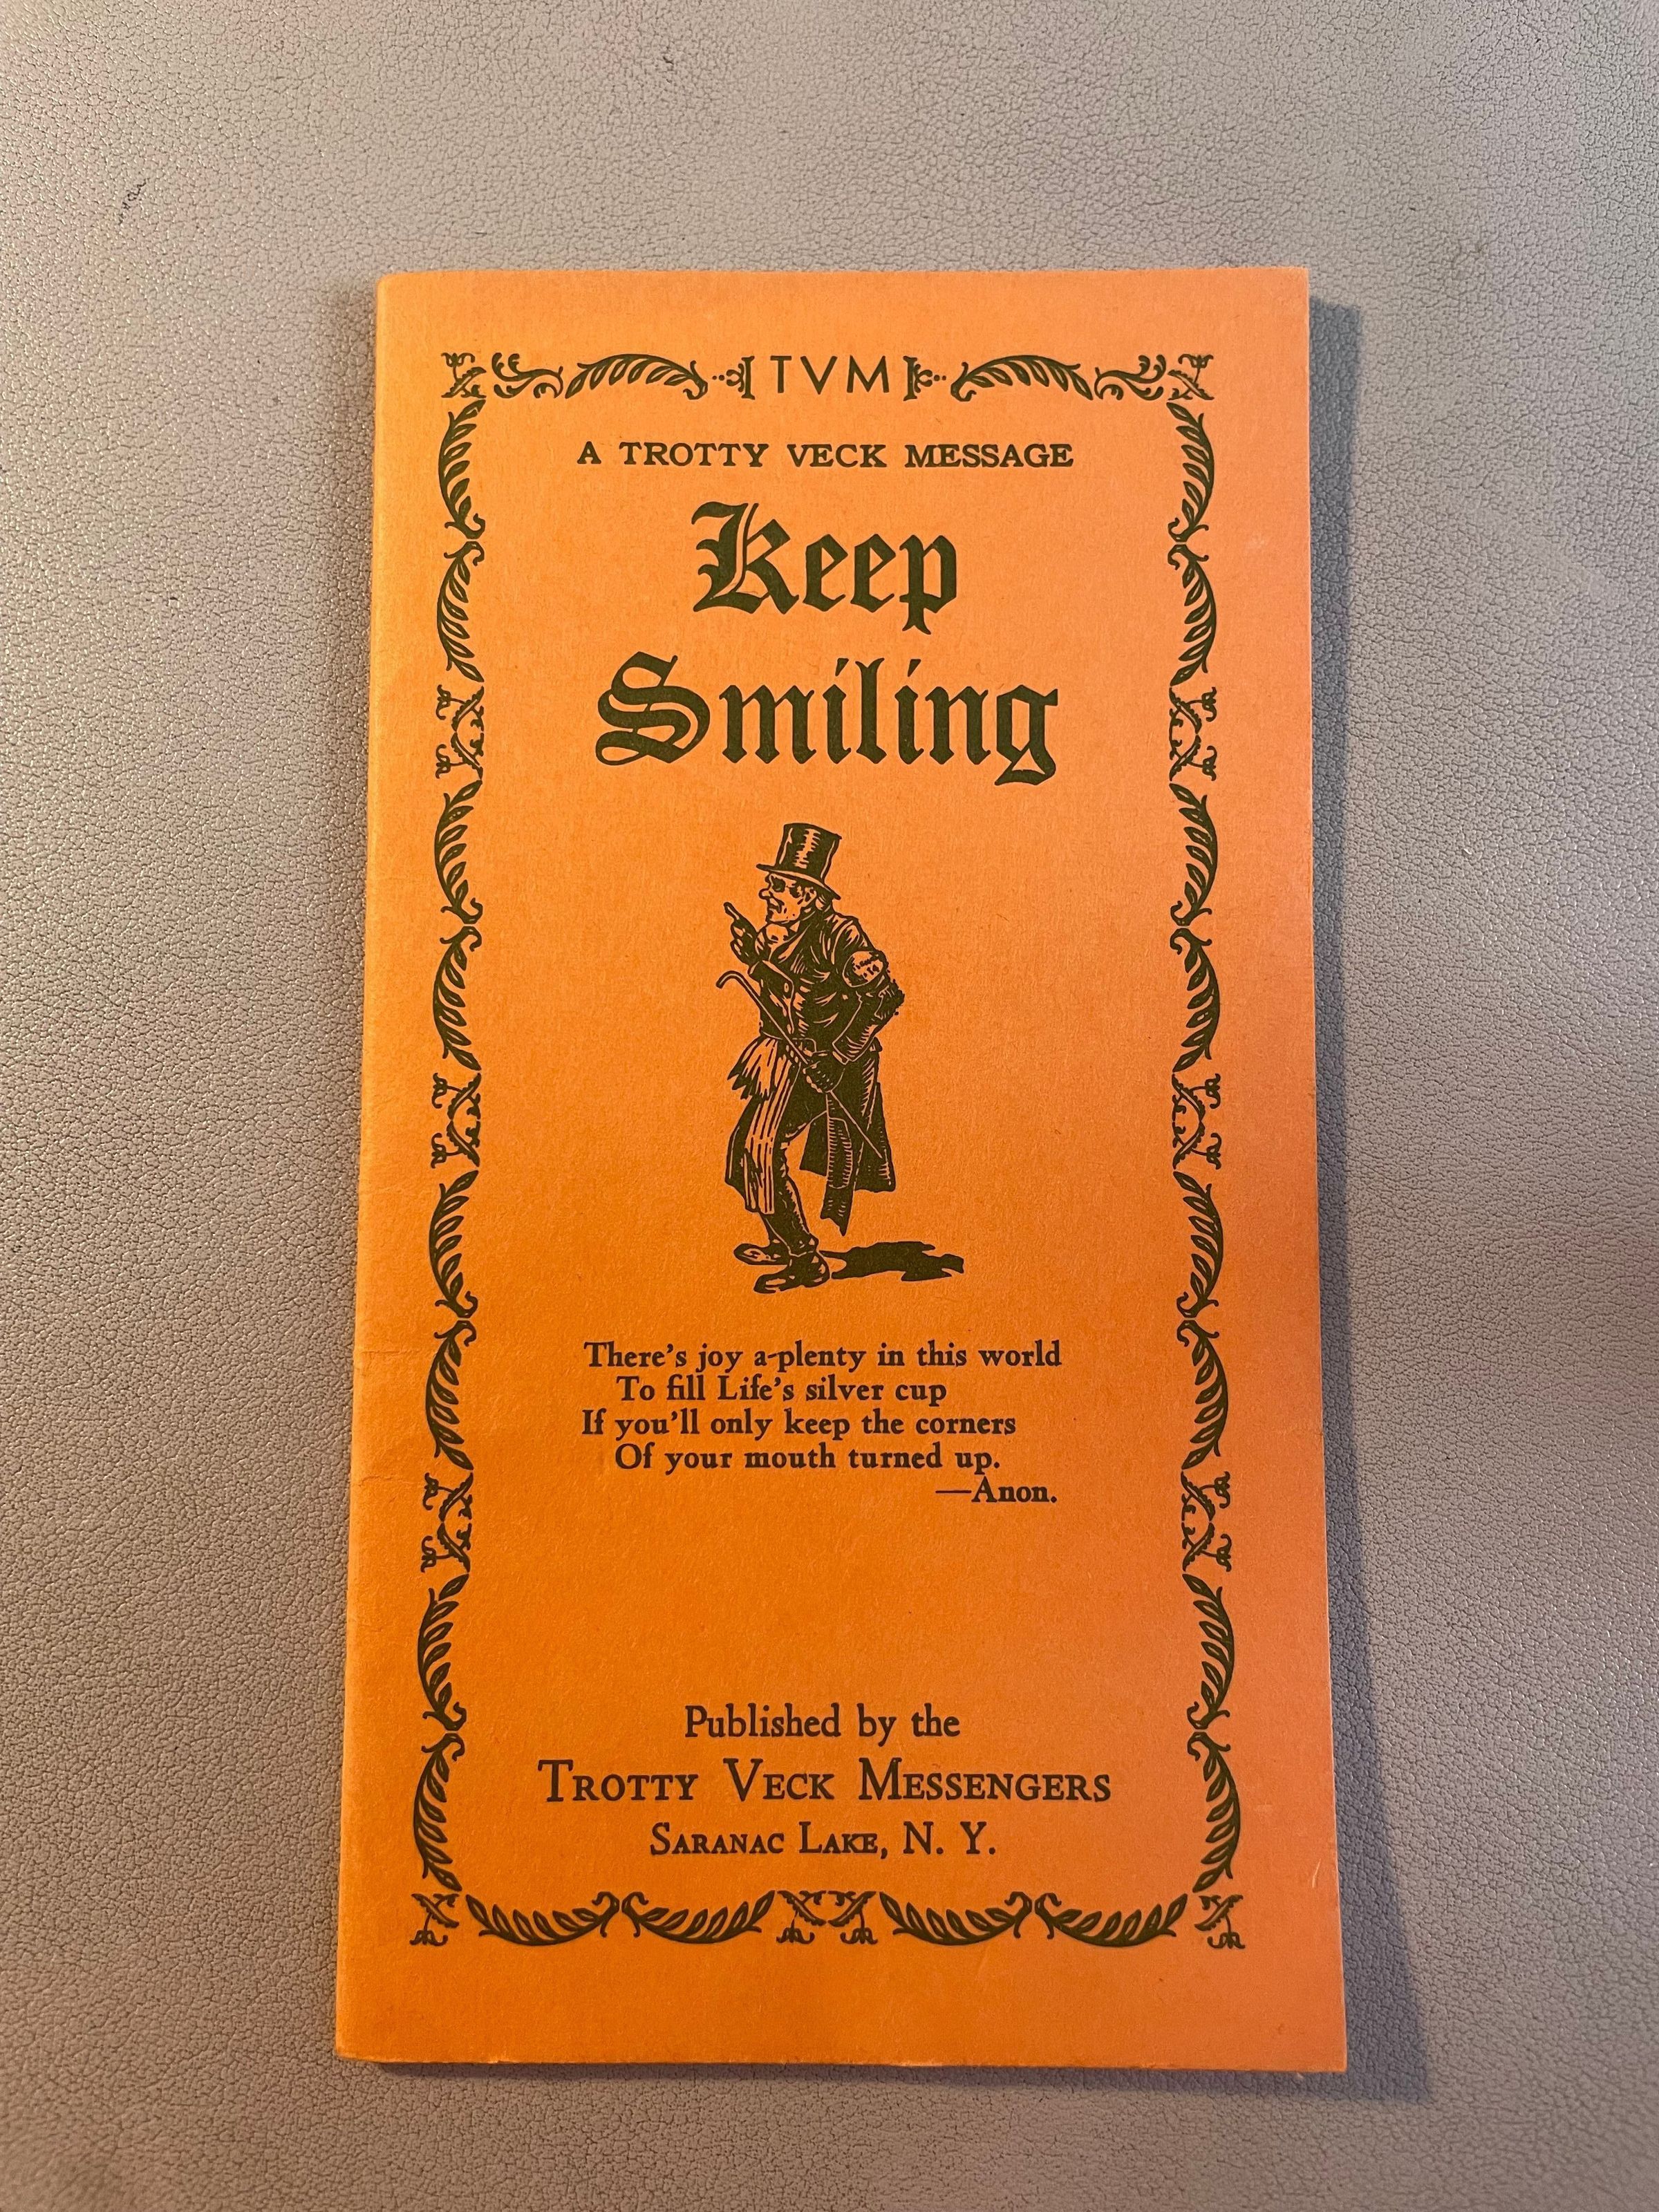 TVM
A TROTTY VECK MESSAGE
Keep
Smiling
There's joy a-plenty in this world
To fill Life's silver cup
If you'll only keep the corners
Of your mouth turned up.
—Anon.
Published by the
TROTTY VECK MESSENGERS
SARANAC LAKE, N. Y.